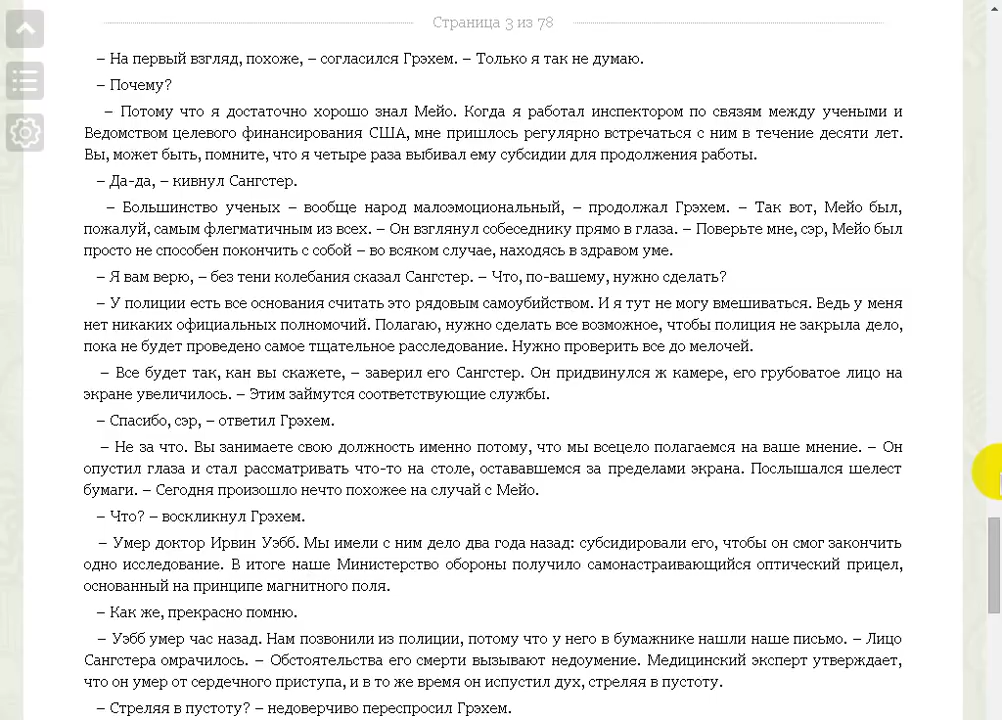 Страница 3 из 78
– На первый взгляд, похоже, – согласился Грэхем. – Только я так не думаю.
– Почему?
– Потому что я достаточно хорошо знал Мейо. Когда я работал инспектором по связям между учеными и
Ведомством целевого финансирования США, мне пришлось регулярно встречаться с ним в течение десяти лет.
Вы, может быть, помните, что я четыре раза выбивал ему субсидии для продолжения работы.
– Да-да, – кивнул Сангстер.
– Большинство ученых – вообще народ малоэмоциональный, – продолжал Грэхем. – Так вот, Мейо был,
пожалуй, самым флегматичным из всех. – Он взглянул собеседнику прямо в глаза. – Поверьте мне, сэр, Мейо был
просто не способен покончить с собой – во всяком случае, находясь в здравом уме.
– Я вам верю, – без тени колебания сказал Сангстер. – Что, по-вашему, нужно сделать?
– У полиции есть все основания считать это рядовым самоубийством. И я тут не могу вмешиваться. Ведь у меня
нет никаких официальных полномочий. Полагаю, нужно сделать все возможное, чтобы полиция не закрыла дело,
пока не будет проведено самое тщательное расследование. Нужно проверить все до мелочей.
– Все будет так, кан вы скажете, – заверил его Сангстер. Он придвинулся ж камере, его грубоватое лицо на
экране увеличилось. – Этим займутся соответствующие службы.
– Спасибо, сэр, – ответил Грэхем.
– Не за что. Вы занимаете свою должность именно потому, что мы всецело полагаемся на ваше мнение. – Он
опустил глаза и стал рассматривать что-то на столе, остававшемся за пределами экрана. Послышался шелест
бумаги. – Сегодня произошло нечто похожее на случай с Мейо.
– Что? – воскликнул Грэхем.
– Умер доктор Ирвин Уэбб. Мы имели с ним дело два года назад: субсидировали его, чтобы он смог закончить
одно исследование. В итоге наше Министерство обороны получило самонастраивающийся оптический прицел,
основанный на принципе магнитного поля.
– Как же, прекрасно помню.
– Уэбб умер час назад. Нам позвонили из полиции, потому что у него в бумажнике нашли наше письмо. – Лицо
Сангстера омрачилось. – Обстоятельства его смерти вызывают недоумение. Медицинский эксперт утверждает,
что он умер от сердечного приступа, и в то же время он испустил дух, стреляя в пустоту.
– Стреляя в пустоту? – недоверчиво переспросил Грэхем.